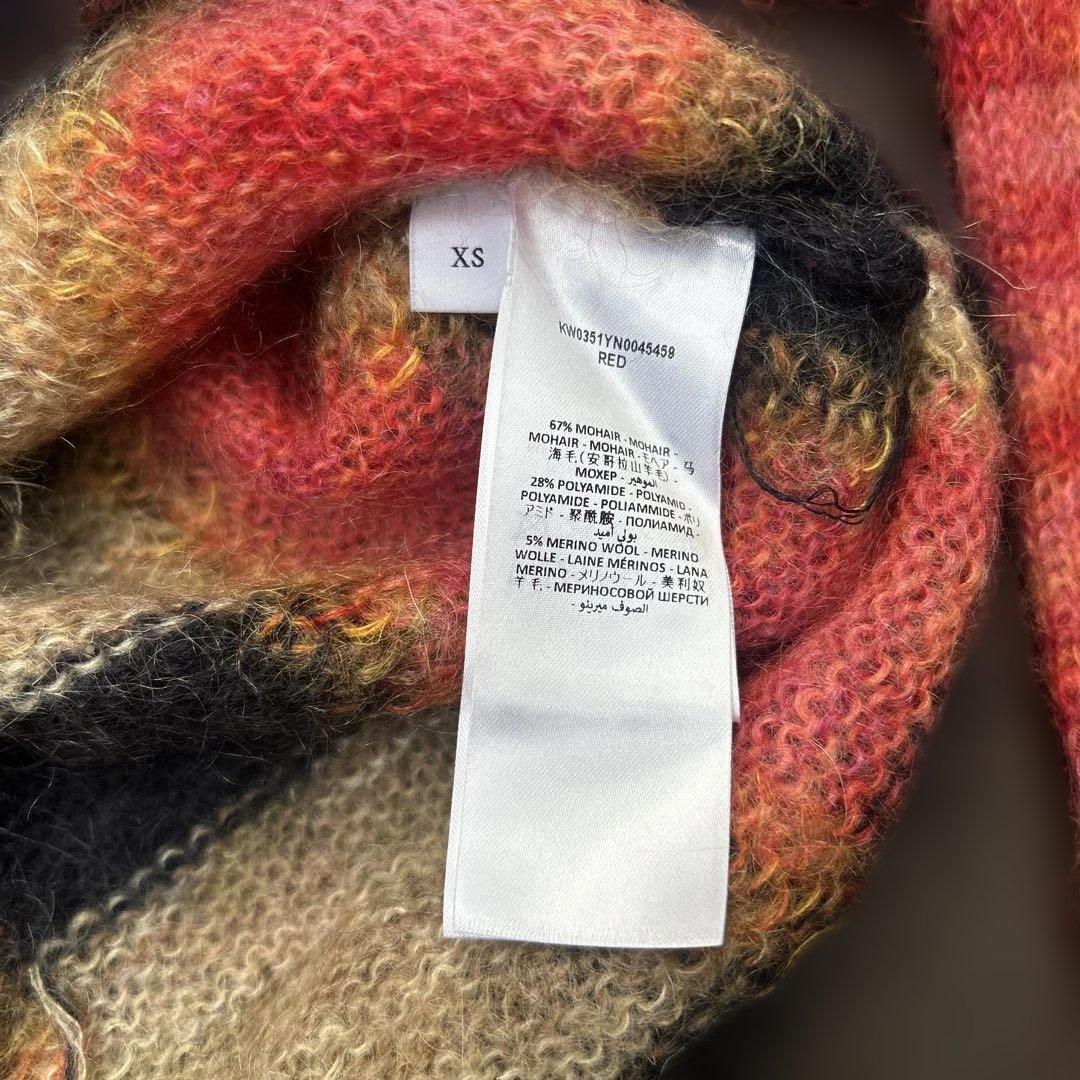 XS
KW0351YN0045459
RED
67% MOHAIR - MOHAIR -
MOHAIR - MOHAIR - モヘア - 马
海毛(安哥拉山羊毛) -
МОХЕР - الموهير
28% POLYAMIDE - POLYAMID -
POLYAMIDE - POLIAMMIDE - ポリ
アミド - 聚酰胺 - ПОЛИАМИД -
بولي أميد
5% MERINO WOOL - MERINO
WOLLE - LAINE MÉRINOS - LANA
MERINO - メリノウール - 美利奴
羊毛 - МЕРИНОСОВОЙ ШЕРСТИ
- الصوف ميرينو